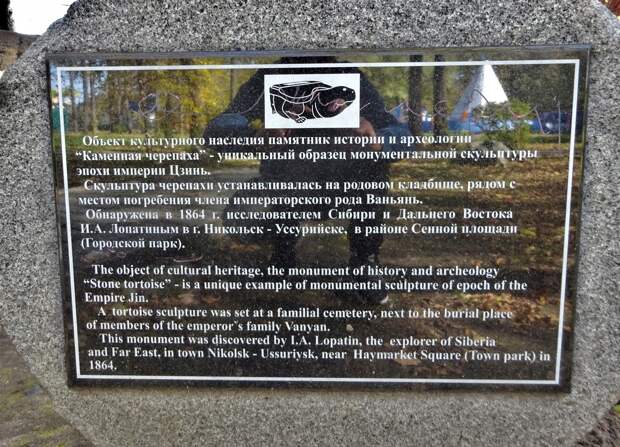 Объект культурного наследия памятник истории и археологии
“Каменная черепаха” - уникальный образец монументальной скульптуры
эпохи империи Цзинь.
Скульптура черепахи устанавливалась на родовом кладбище, рядом с
местом погребения члена императорского рода Ваньянь.
Обнаружена в 1864 г. исследователем Сибири и Дальнего Востока
И.А. Лопатиным в г. Никольск - Уссурийске, в районе Сенной площади
(Городской парк).
The object of cultural heritage, the monument of history and archeology
“Stone tortoise” - is a unique example of monumental sculpture of epoch of the
Empire Jin.
A tortoise sculpture was set at a familial cemetery, next to the burial place
of members of the emperor`s family Vanyan.
This monument was discovered by I.A. Lopatin, the explorer of Siberia
and Far East, in town Nikolsk - Ussuriysk, near Haymarket Square (Town park) in
1864.